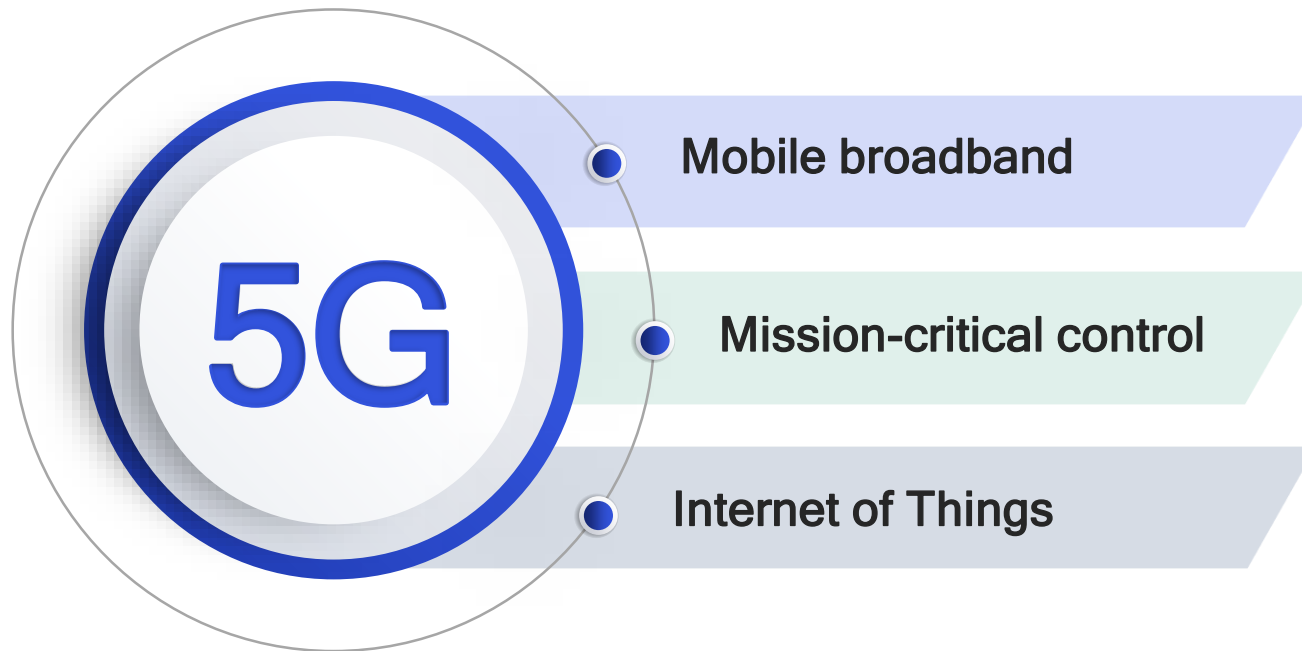 5G
Mobile broadband
Mission-critical control
Internet of Things